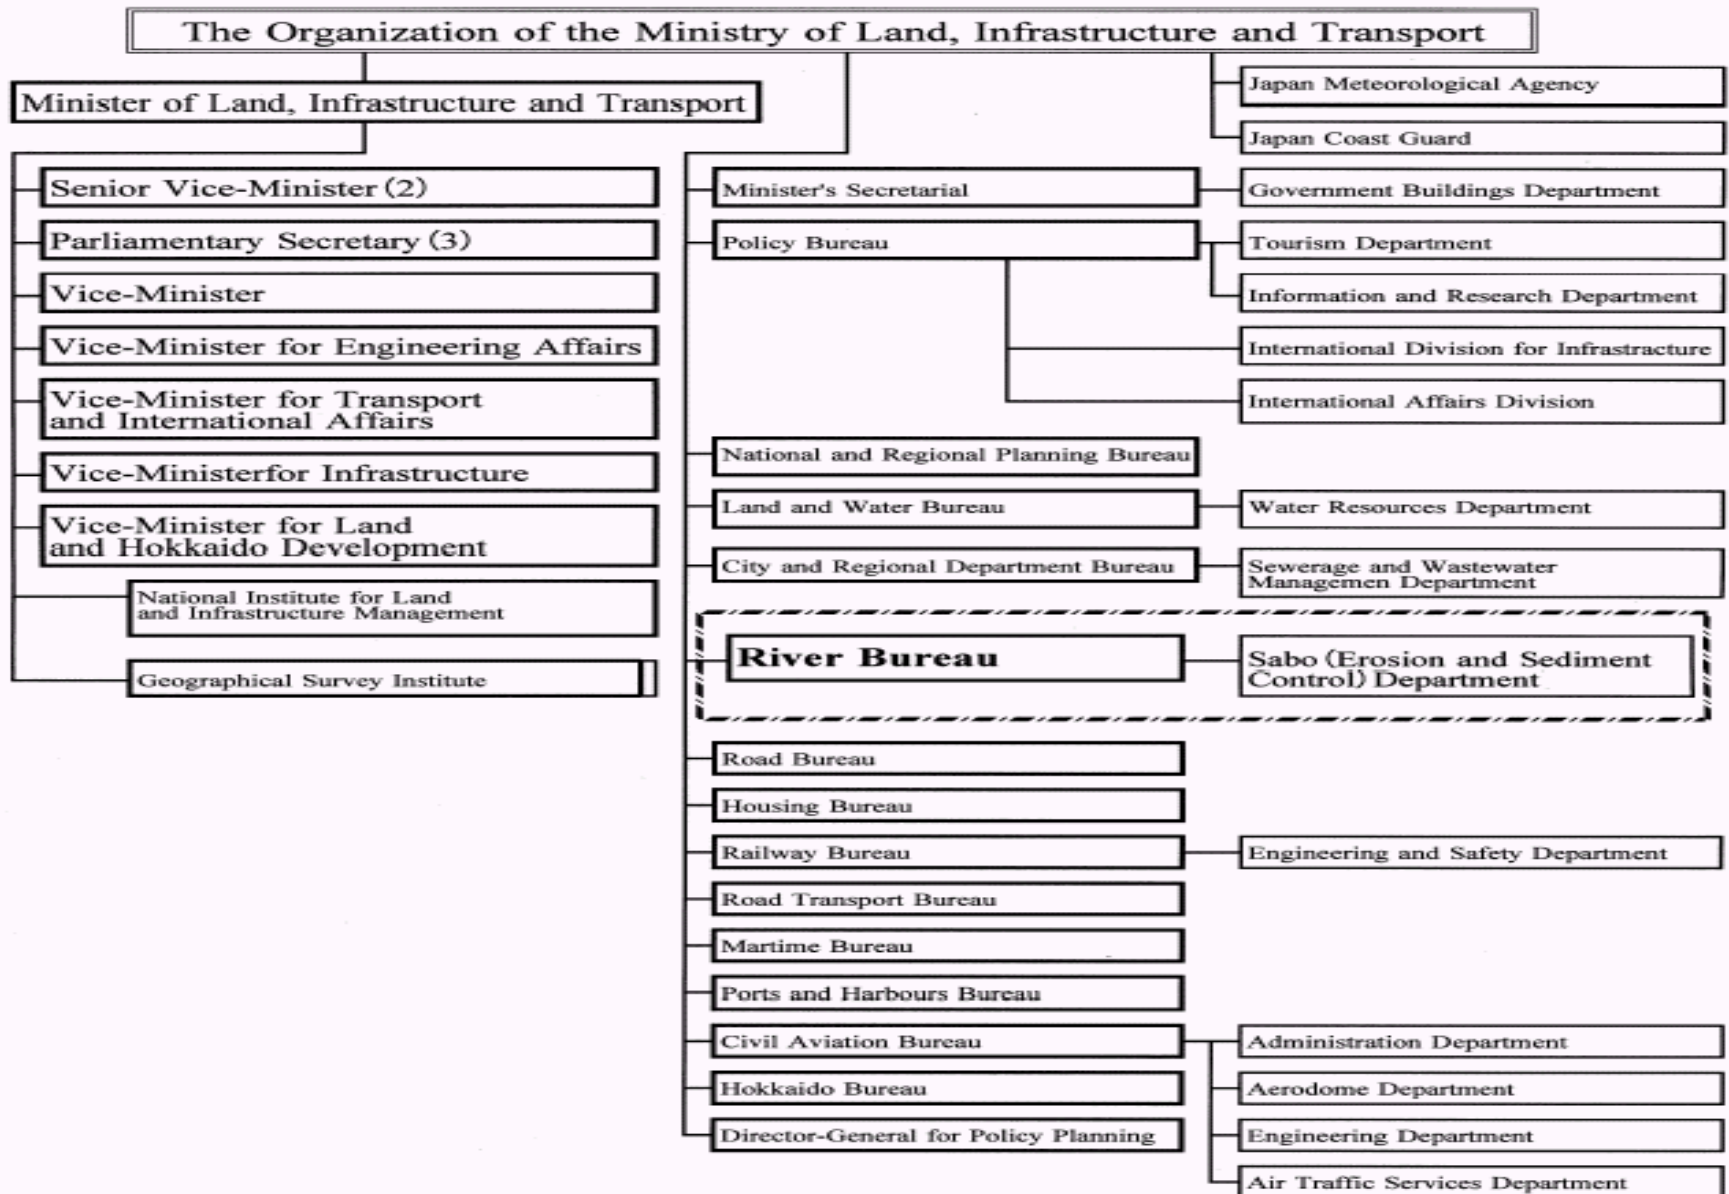 The Organization of the Ministry of Land, Infrastructure and Transport
Minister of Land, Infrastructure and Transport
Senior Vice-Minister (2)
Parliamentary Secretary (3)
Vice-Minister
Vice-Minister for Engineering Affairs
Vice-Minister for Transport
and International Affairs
Vice-Ministerfor Infrastructure
Vice-Minister for Land
and Hokkaido Development
National Institute for Land
and Infrastructure Management
Geographical Survey Institute
Japan Meteorological Agency
Japan Coast Guard
Minister's Secretarial
Government Buildings Department
Policy Bureau
Tourism Department
Information and Research Department
International Division for Infrastracture
International Affairs Division
National and Regional Planning Bureau
Land and Water Bureau
Water Resources Department
City and Regional Department Bureau
Sewerage and Wastewater
Managemen Department
River Bureau
Sabo (Erosion and Sediment
Control) Department
Road Bureau
Housing Bureau
Railway Bureau
Engineering and Safety Department
Road Transport Bureau
Martime Bureau
Ports and Harbours Bureau
Civil Aviation Bureau
Administration Department
Hokkaido Bureau
Aerodome Department
Director-General for Policy Planning
Engineering Department
Air Traffic Services Department